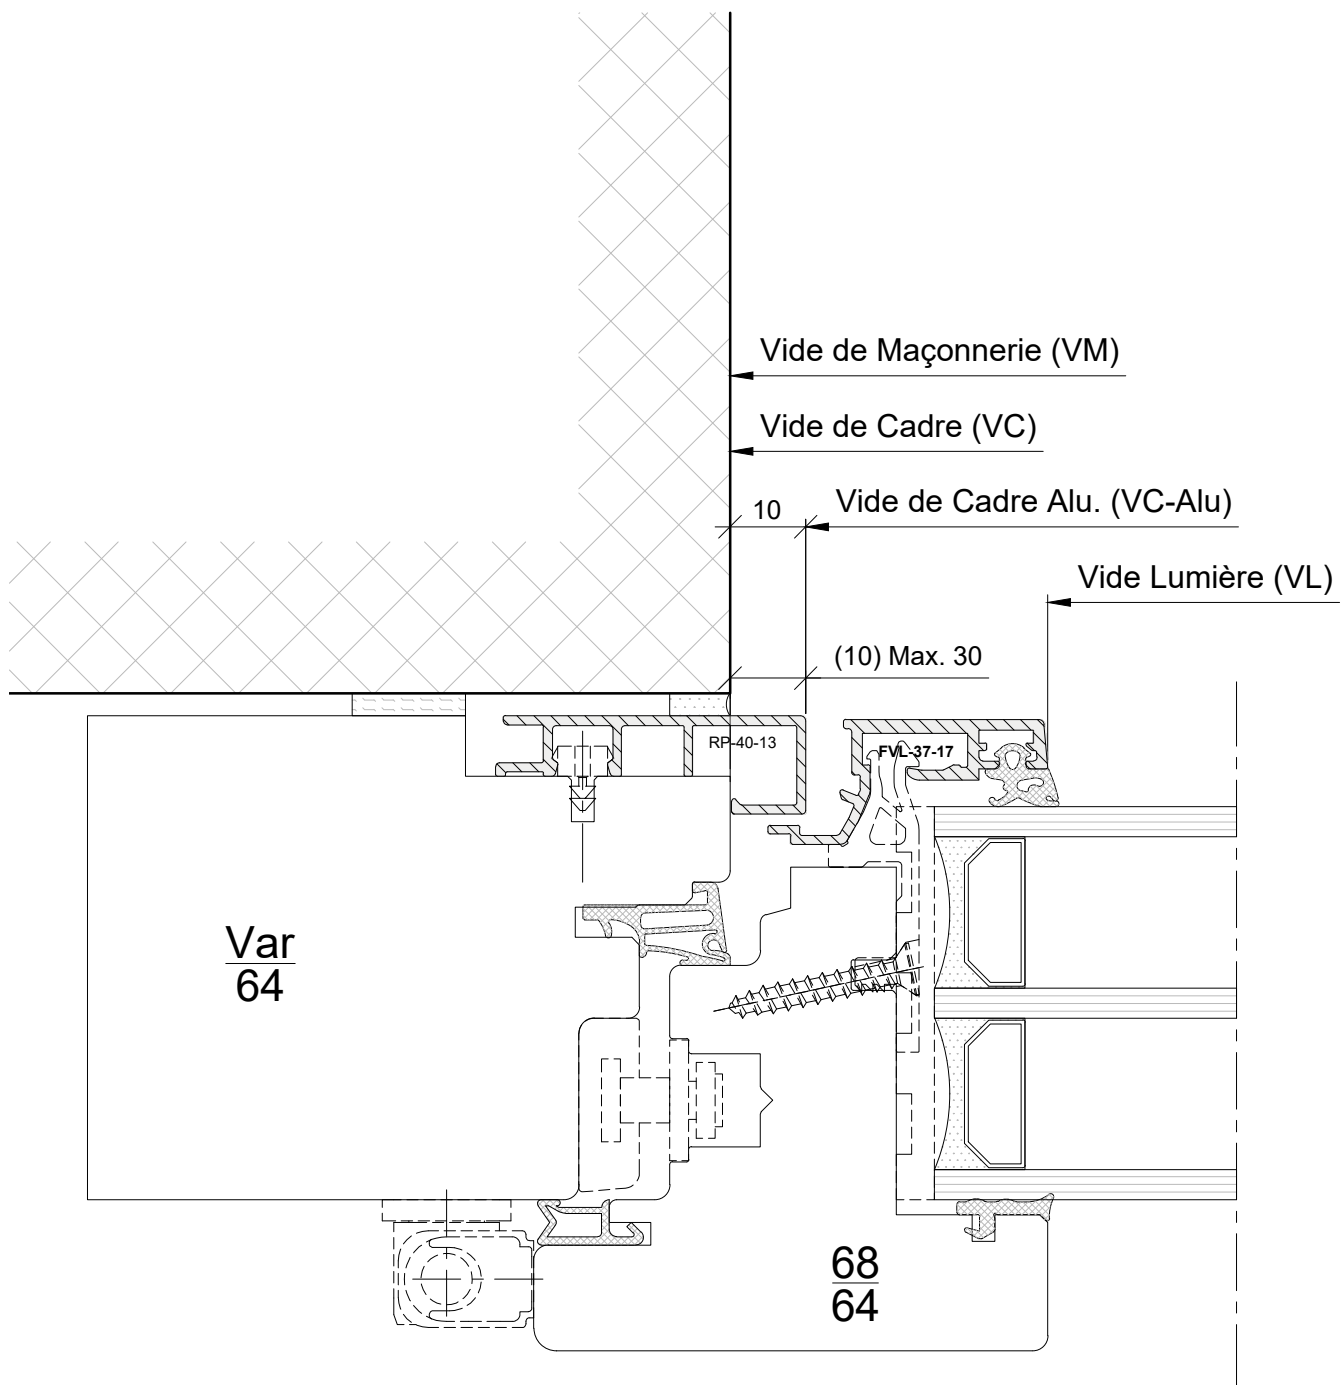 Vide de Maçonnerie (VM)
Vide de Cadre (VC)
10
Vide de Cadre Alu. (VC-Alu)
Vide Lumière (VL)
(10) Max. 30
RP-40-13
FVL-37-17
Var
64
68
64